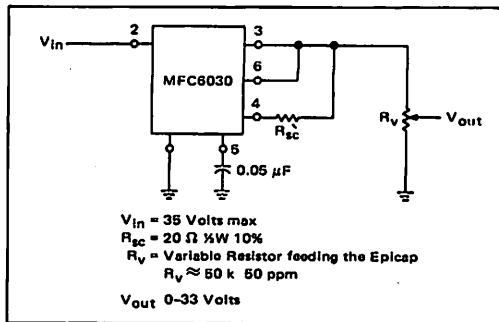 Vin
2
MFC6030
3
6
4
Rsc
5
0.05 μF
Rv
Vout
Vin = 35 Volts max
Rsc = 20 Ω ½W 10%
Rv = Variable Resistor feeding the Epicap
Rv ≈ 50 k 50 ppm
Vout 0–33 Volts